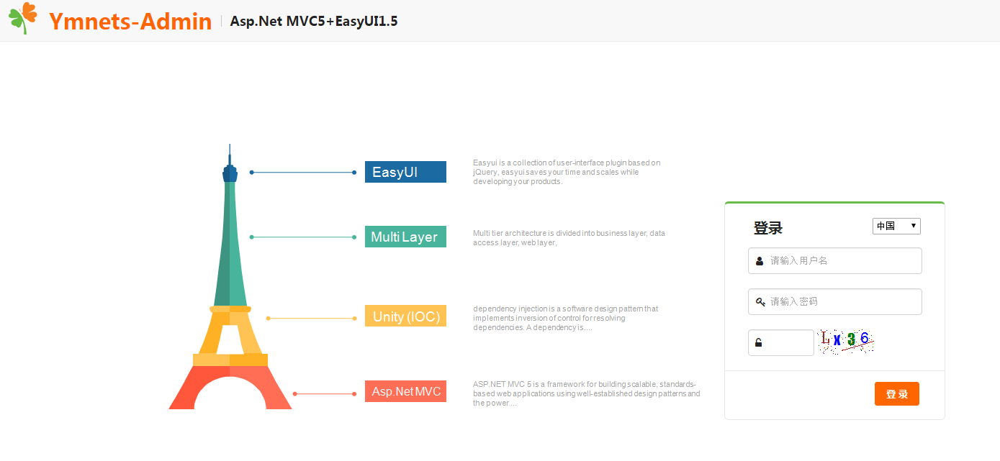 Ymnets-Admin
Asp.Net MVC5+EasyUI1.5
EasyUI
Easyui is a collection of user-interface plugin based on
jQuery, easyui saves your time and scales while
developing your products.
Multi Layer
Multi tier architecture is divided into business layer, data
access layer, web layer,
Unity (IOC)
dependency injection is a software design pattern that
implements inversion of control for resolving
dependencies. A dependency is....
Asp.Net MVC
ASP.NET MVC 5 is a framework for building scalable, standards-
based web applications using well-established design patterns and
the power ...
登录
中国
请输入用户名
请输入密码
Lx36
登 录